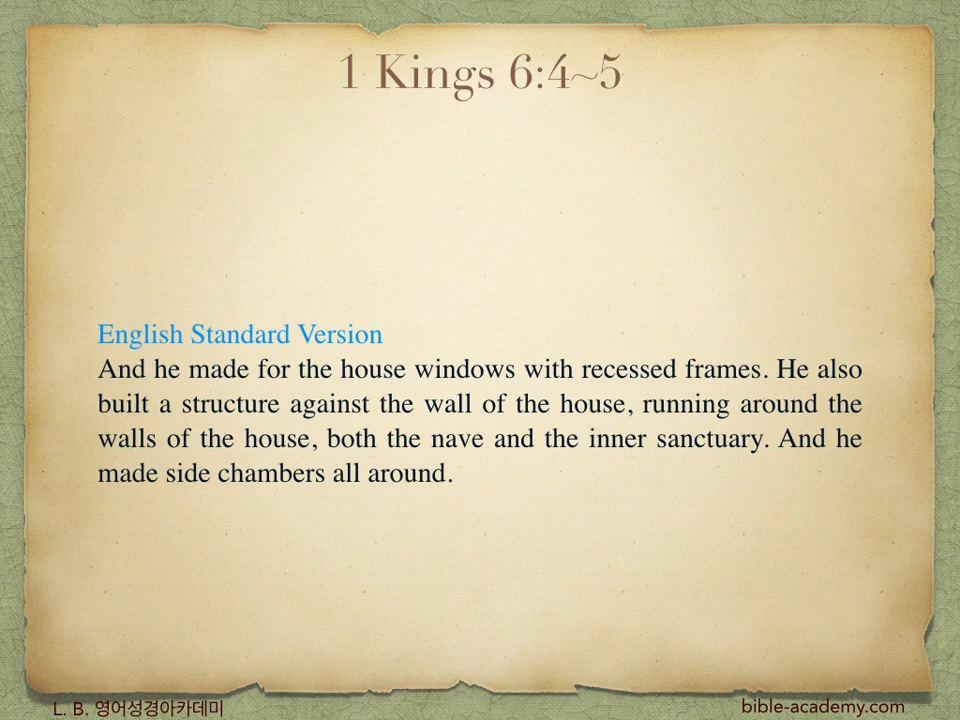 1 Kings 6:4~5
English Standard Version
And he made for the house windows with recessed frames. He also
built a structure against the wall of the house, running around the
walls of the house, both the nave and the inner sanctuary. And he
made side chambers all around.
L. B. 영어성경아카데미
bible-academy.com